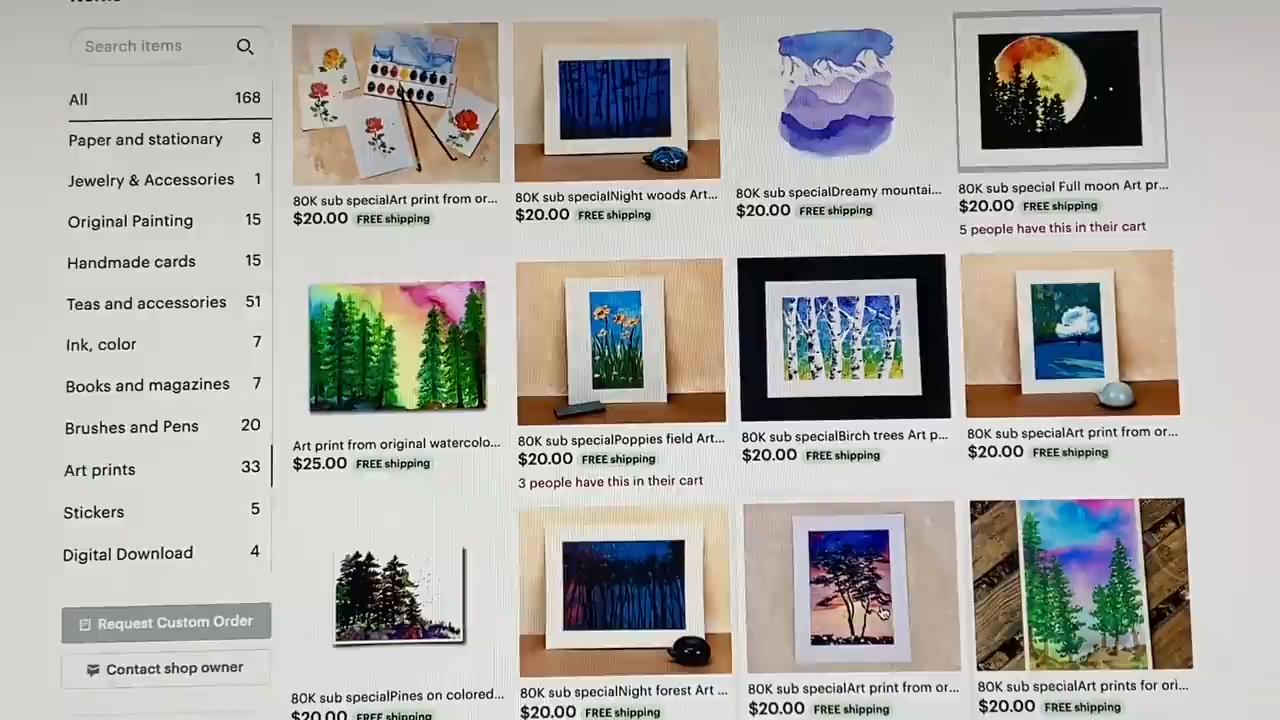 Search items
All 168
Paper and stationary 8
Jewelry & Accessories 1
Original Painting 15
Handmade cards 15
Teas and accessories 51
Ink, color 7
Books and magazines 7
Brushes and Pens 20
Art prints 33
Stickers 5
Digital Download 4
Request Custom Order
Contact shop owner
80K sub specialArt print from or...
$20.00 FREE shipping
80K sub specialNight woods Art...
$20.00 FREE shipping
80K sub specialDreamy mountai...
$20.00 FREE shipping
80K sub special Full moon Art pr...
$20.00 FREE shipping
5 people have this in their cart
Art print from original watercolo...
$25.00 FREE shipping
80K sub specialPoppies field Art...
$20.00 FREE shipping
3 people have this in their cart
80K sub specialBirch trees Art p...
$20.00 FREE shipping
80K sub specialArt print from or...
$20.00 FREE shipping
80K sub specialPines on colored...
$20.00 FREE shipping
80K sub specialNight forest Art ...
$20.00 FREE shipping
80K sub specialArt print from or...
$20.00 FREE shipping
80K sub specialArt prints for ori...
$20.00 FREE shipping